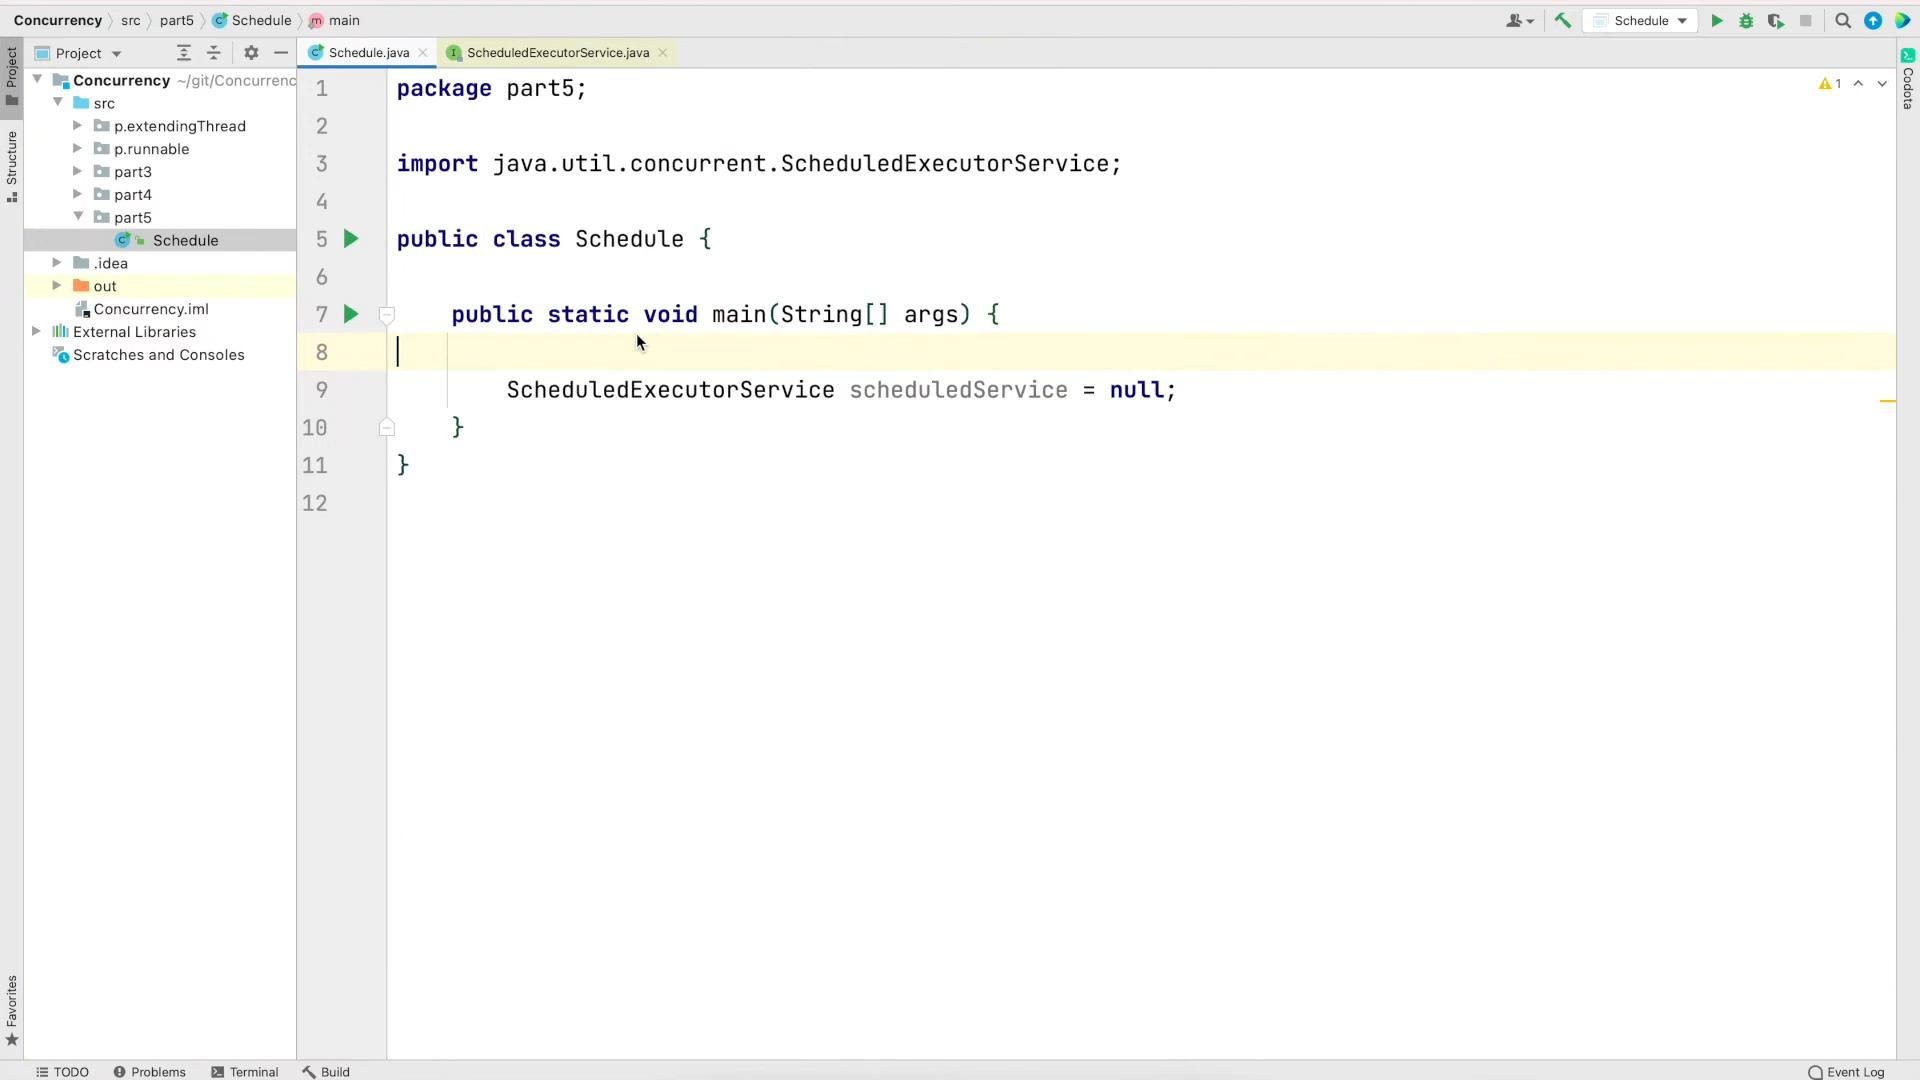 Concurrency src part5 Schedule main Schedule
Project
Schedule.java
ScheduledExecutorService.java
Project
Structure
Favorites
Codota
Concurrency ~/git/Concurrenc
src
p.extendingThread
p.runnable
part3
part4
part5
Schedule
.idea
out
Concurrency.iml
External Libraries
Scratches and Consoles
1 package part5;
2
3 import java.util.concurrent.ScheduledExecutorService;
4
5 public class Schedule {
6
7 public static void main(String[] args) {
8
9 ScheduledExecutorService scheduledService = null;
10 }
11 }
12
1
TODO Problems Terminal Build Event Log